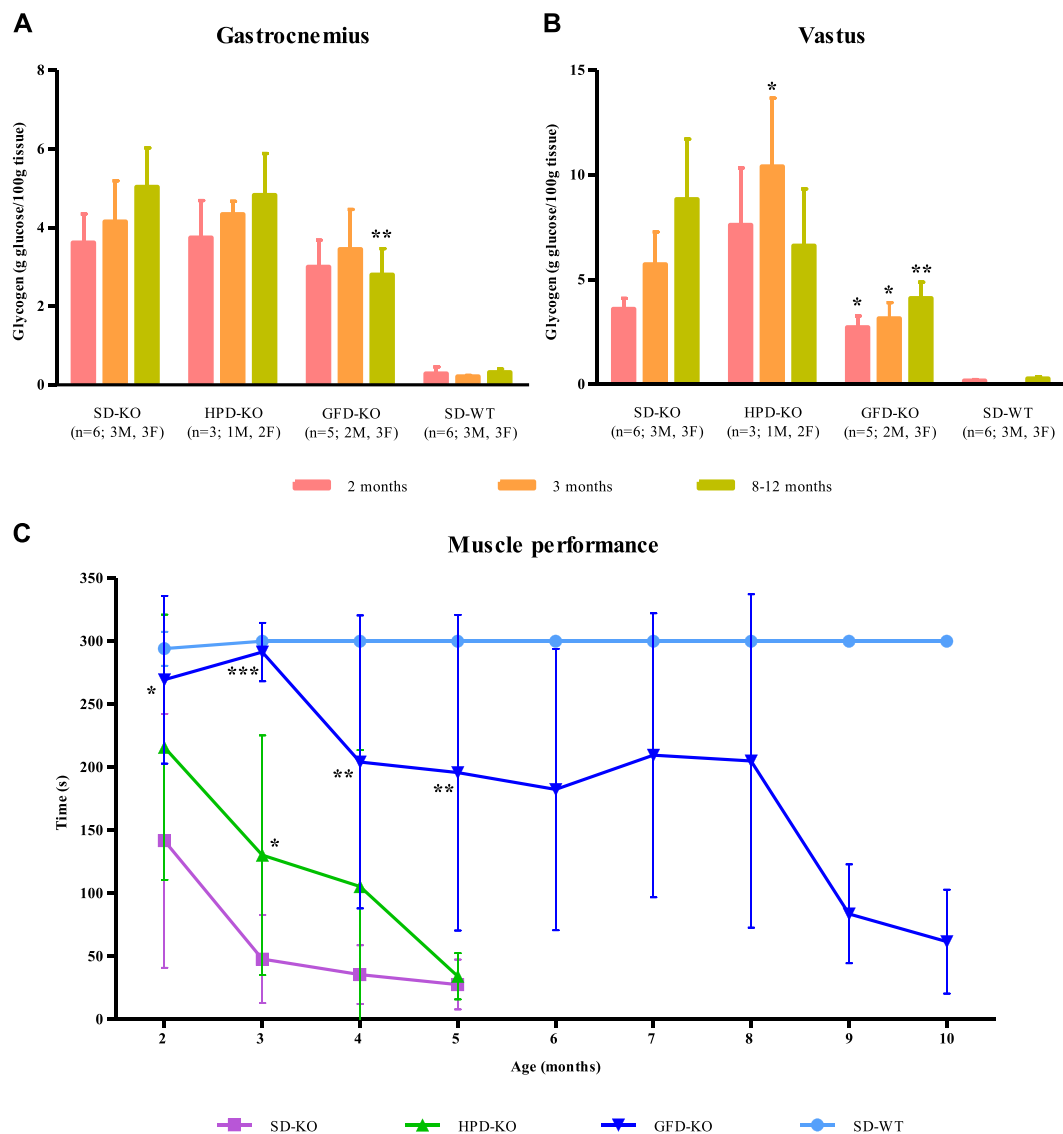 A
Gastrocnemius
Glycogen (g glucose/100g tissue)
8
6
4
2
0
**
SD-KO
(n=6; 3M, 3F)
HPD-KO
(n=3; 1M, 2F)
GFD-KO
(n=5; 2M, 3F)
SD-WT
(n=6; 3M, 3F)
B
Vastus
Glycogen (g glucose/100g tissue)
15
10
5
0
*
*
*
**
SD-KO
(n=6; 3M, 3F)
HPD-KO
(n=3; 1M, 2F)
GFD-KO
(n=5; 2M, 3F)
SD-WT
(n=6; 3M, 3F)
2 months
3 months
8-12 months
C
Muscle performance
Time (s)
350
300
250
200
150
100
50
0
*
***
**
**
*
2 3 4 5 6 7 8 9 10
Age (months)
SD-KO
HPD-KO
GFD-KO
SD-WT